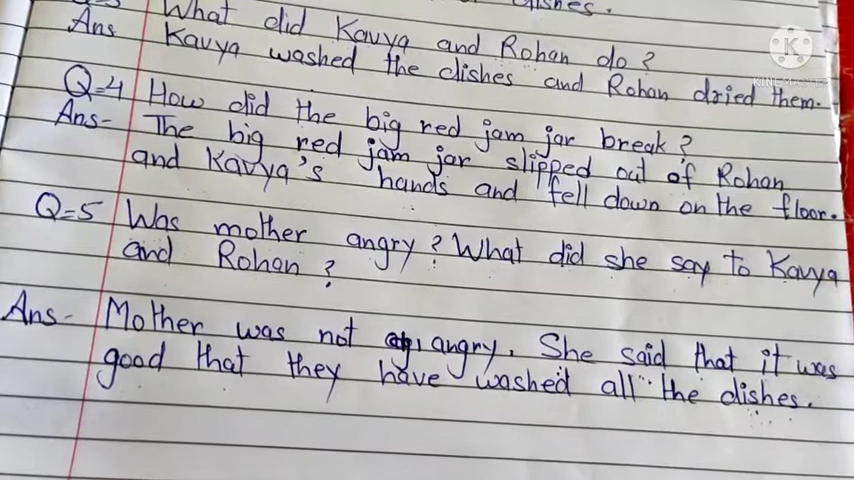 dishes.
What did Kavya and Rohan do?
Ans Kavya washed the dishes and Rohan dried them.
Q=4 How did the big red jam jar break?
Ans- The big red jam jar slipped out of Rohan
and Kavya's hands and fell down on the floor.
Q=5 Was mother angry? What did she say to Kavya
and Rohan?
Ans- Mother was not angry. She said that it was
good that they have washed all the dishes.
K
KINEMASTER